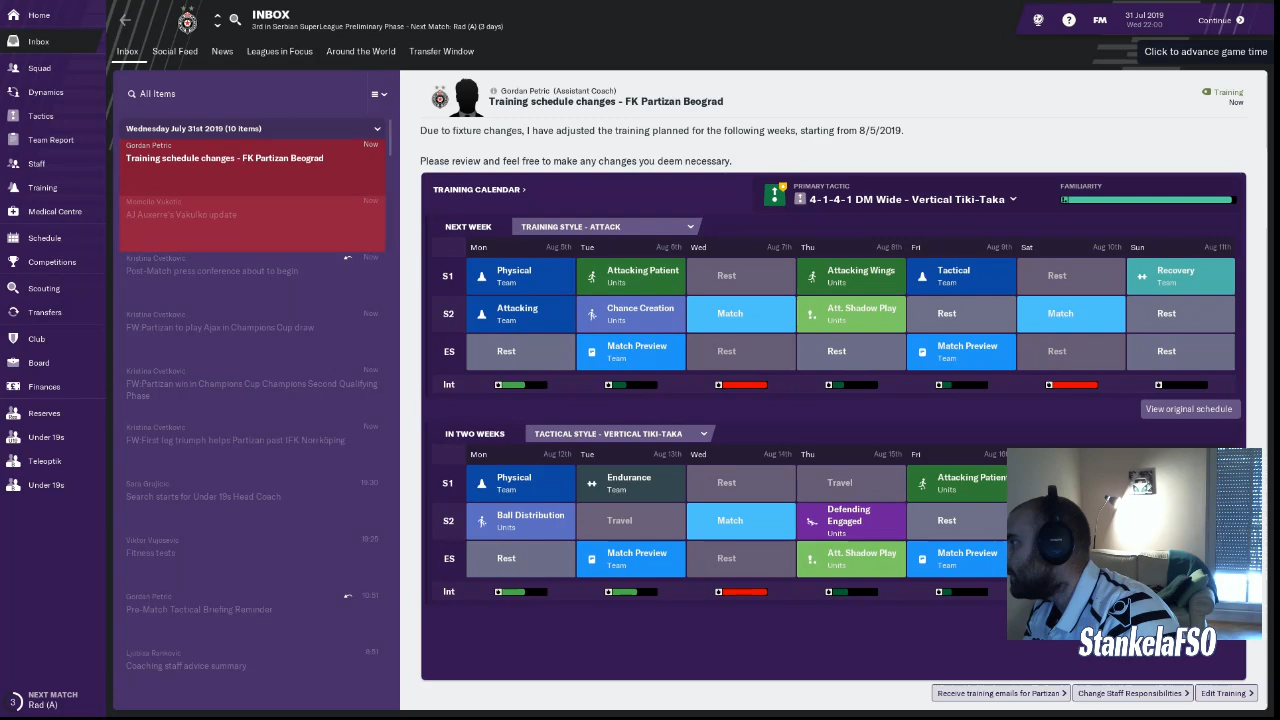 Home
Inbox
Squad
Dynamics
Tactics
Team Report
Staff
Training
Medical Centre
Schedule
Competitions
Scouting
Transfers
Club
Board
Finances
Reserves
Under 19s
Teleoptik
Under 19s
3
NEXT MATCH
Rad (A)
INBOX
3rd in Serbian SuperLeague Preliminary Phase - Next Match: Rad (A) (3 days)
FM
31 Jul 2019
Wed 22:00
Continue
Click to advance game time
Inbox
Social Feed
News
Leagues in Focus
Around the World
Transfer Window
All Items
Wednesday July 31st 2019 (10 Items)
Gordan Petric
Now
Training schedule changes - FK Partizan Beograd
Momcilo Vukotic
Now
AJ Auxerre's Vakulko update
Kristina Cvetkovic
Now
Post-Match press conference about to begin
Kristina Cvetkovic
Now
FW:Partizan to play Ajax in Champions Cup draw
Kristina Cvetkovic
Now
FW:Partizan win in Champions Cup Champions Second Qualifying
Phase
Kristina Cvetkovic
Now
FW:First leg triumph helps Partizan past IFK Norrköping
Sara Grujicic
19:30
Search starts for Under 19s Head Coach
Viktor Vujosevic
18:25
Fitness tests
Gordan Petric
10:51
Pre-Match Tactical Briefing Reminder
Ljubisa Rankovic
8:51
Coaching staff advice summary
Gordan Petric (Assistant Coach)
Training schedule changes - FK Partizan Beograd
Training
Now
Due to fixture changes, I have adjusted the training planned for the following weeks, starting from 8/5/2019.
Please review and feel free to make any changes you deem necessary.
TRAINING CALENDAR >
PRIMARY TACTIC
4-1-4-1 DM Wide - Vertical Tiki-Taka
FAMILIARITY
NEXT WEEK
TRAINING STYLE - ATTACK
Mon Aug 5th Tue Aug 6th Wed Aug 7th Thu Aug 8th Fri Aug 9th Sat Aug 10th Sun Aug 11th
S1
Physical
Team
Attacking Patient
Units
Rest
Attacking Wings
Units
Tactical
Team
Rest
Recovery
Team
S2
Attacking
Team
Chance Creation
Units
Match
Att. Shadow Play
Units
Rest
Match
Rest
ES
Rest
Match Preview
Team
Rest
Rest
Match Preview
Team
Rest
Rest
Int
View original schedule
IN TWO WEEKS
TACTICAL STYLE - VERTICAL TIKI-TAKA
Mon Aug 12th Tue Aug 13th Wed Aug 14th Thu Aug 15th Fri Aug 16
S1
Physical
Team
Endurance
Team
Rest
Travel
Attacking Patient
Units
S2
Ball Distribution
Units
Travel
Match
Defending
Engaged
Units
Rest
ES
Rest
Match Preview
Team
Rest
Att. Shadow Play
Units
Match Preview
Team
Int
StankelaFSO
Receive training emails for Partizan >
Change Staff Responsibilities >
Edit Training >